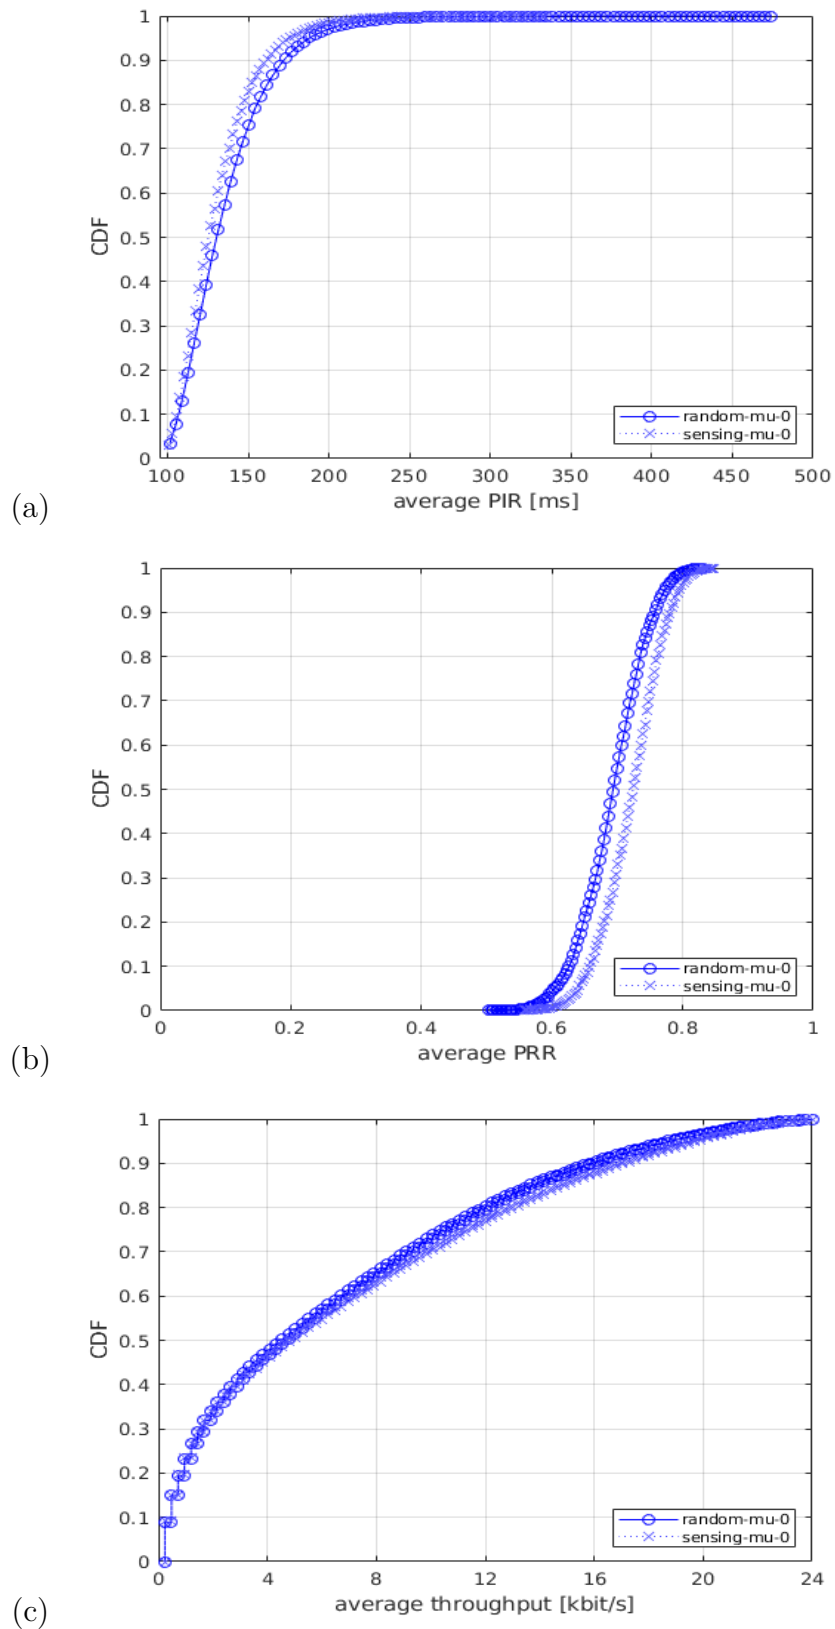 1
0.9
0.8
0.7
0.6
0.5
0.4
0.3
0.2
0.1
0
CDF
random-mu-0
sensing-mu-0
100 150 200 250 300 350 400 450 500
average PIR [ms]
(a)
1
0.9
0.8
0.7
0.6
0.5
0.4
0.3
0.2
0.1
0
CDF
random-mu-0
sensing-mu-0
0 0.2 0.4 0.6 0.8 1
average PRR
(b)
1
0.9
0.8
0.7
0.6
0.5
0.4
0.3
0.2
0.1
0
CDF
random-mu-0
sensing-mu-0
0 4 8 12 16 20 24
average throughput [kbit/s]
(c)